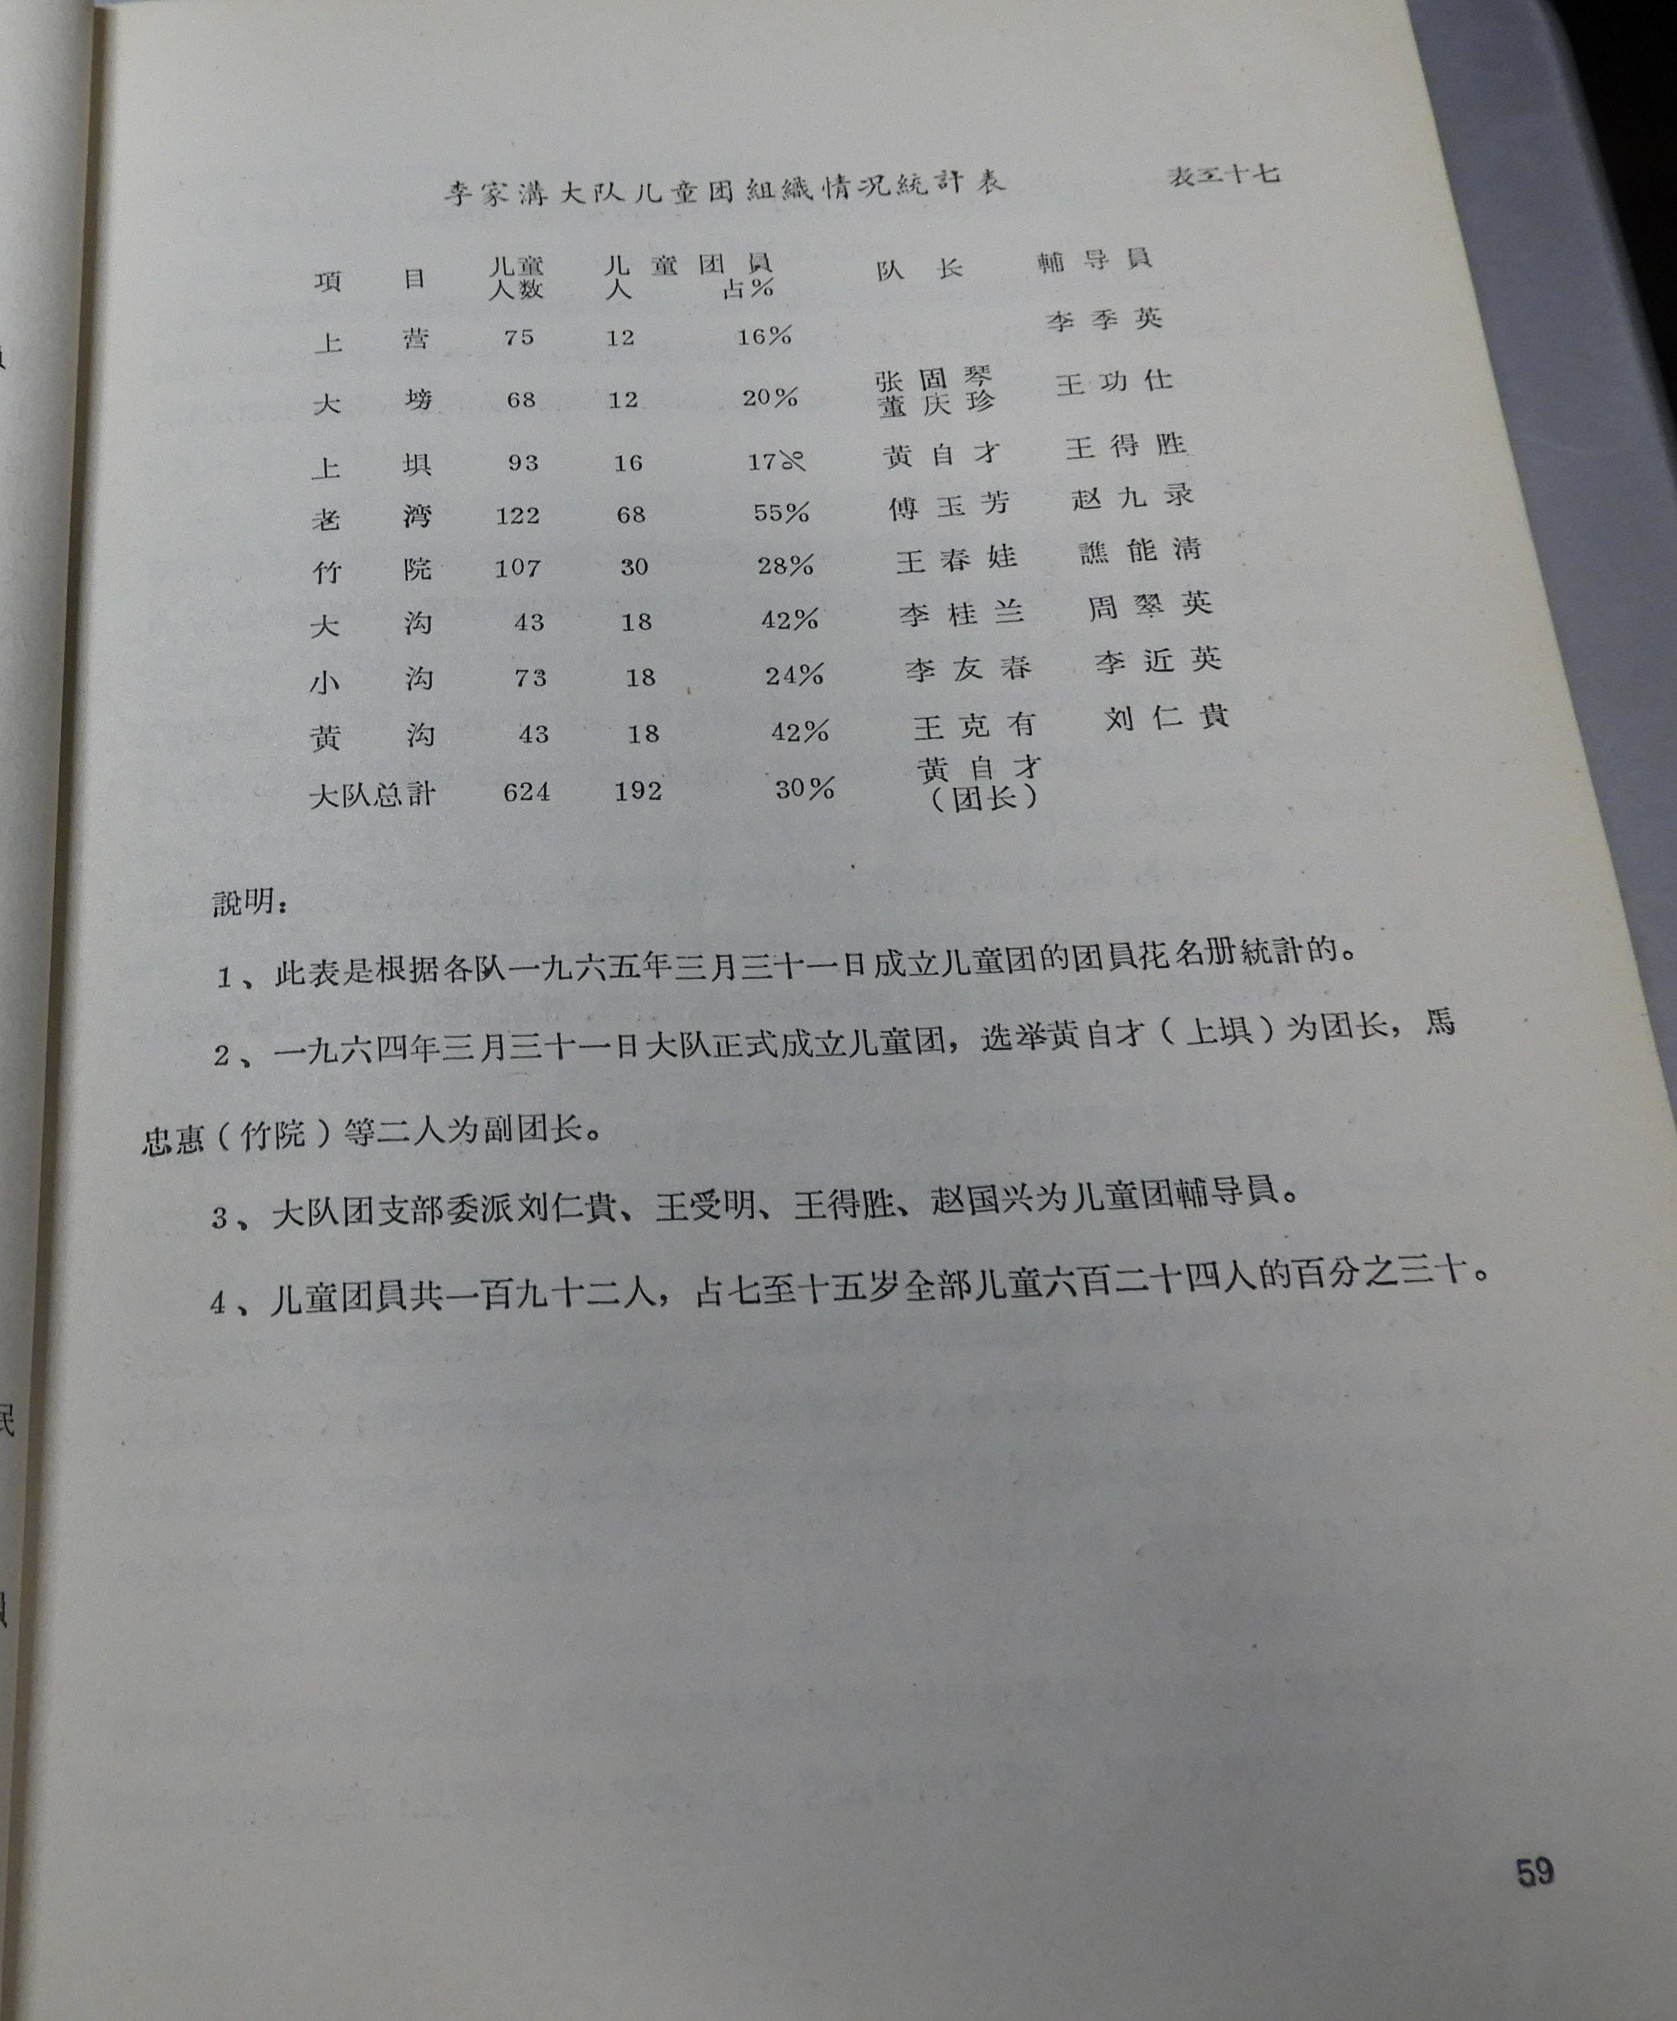 李家溝大队儿童团組織情况統計表 表三十七
項目 儿童人数 儿童团員 人 占% 队长 輔导員
上营 75 12 16% 李季英
大塝 68 12 20% 张固琴 董庆珍 王功仕
上坝 93 16 17% 黃自才 王得胜
老湾 122 68 55% 傅玉芳 赵九录
竹院 107 30 28% 王春娃 譙能淸
大沟 43 18 42% 李桂兰 周翠英
小沟 73 18 24% 李友春 李近英
黃沟 43 18 42% 王克有 刘仁貴
大队总計 624 192 30% 黃自才（团长）
說明：
1、此表是根据各队一九六五年三月三十一日成立儿童团的团員花名册統計的。
2、一九六四年三月三十一日大队正式成立儿童团，选举黃自才（上埧）为团长，馬
忠惠（竹院）等二人为副团长。
3、大队团支部委派刘仁貴、王受明、王得胜、赵国兴为儿童团輔导員。
4、儿童团員共一百九十二人，占七至十五岁全部儿童六百二十四人的百分之三十。
59